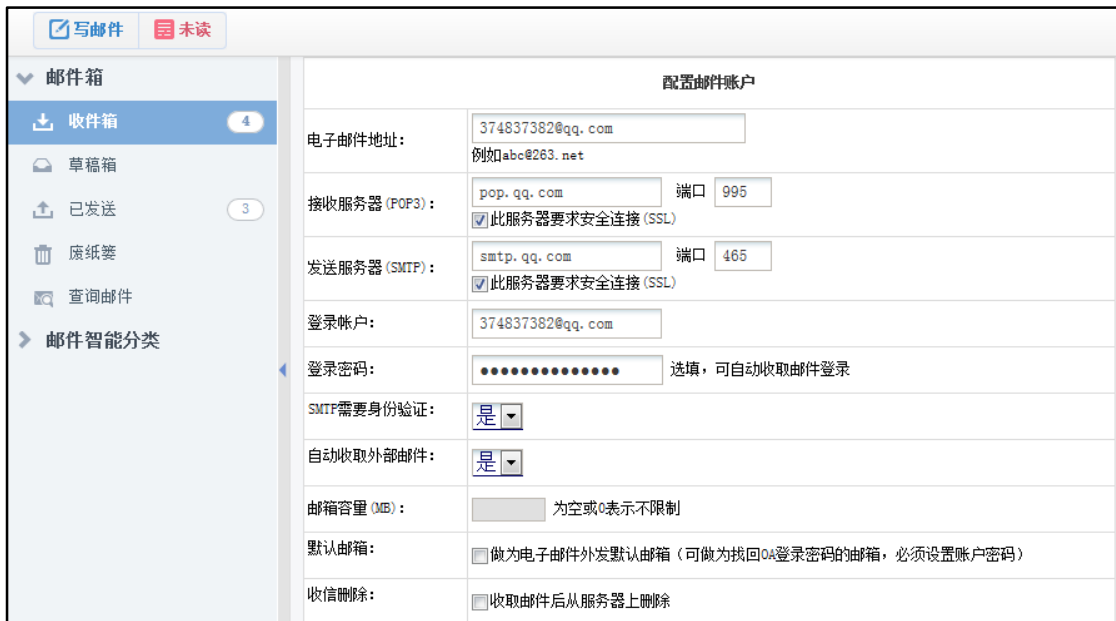 写邮件 未读
邮件箱
收件箱 4
草稿箱
已发送 3
废纸篓
查询邮件
邮件智能分类
配置邮件账户
电子邮件地址: 374837382@qq.com
例如abc@263.net
接收服务器(POP3): pop.qq.com 端口 995
此服务器要求安全连接(SSL)
发送服务器(SMTP): smtp.qq.com 端口 465
此服务器要求安全连接(SSL)
登录帐户: 374837382@qq.com
登录密码: ●●●●●●●●●●●●●● 选填，可自动收取邮件登录
SMTP需要身份验证: 是
自动收取外部邮件: 是
邮箱容量(MB): 为空或0表示不限制
默认邮箱: 做为电子邮件外发默认邮箱（可做为找回OA登录密码的邮箱，必须设置账户密码）
收信删除: 收取邮件后从服务器上删除